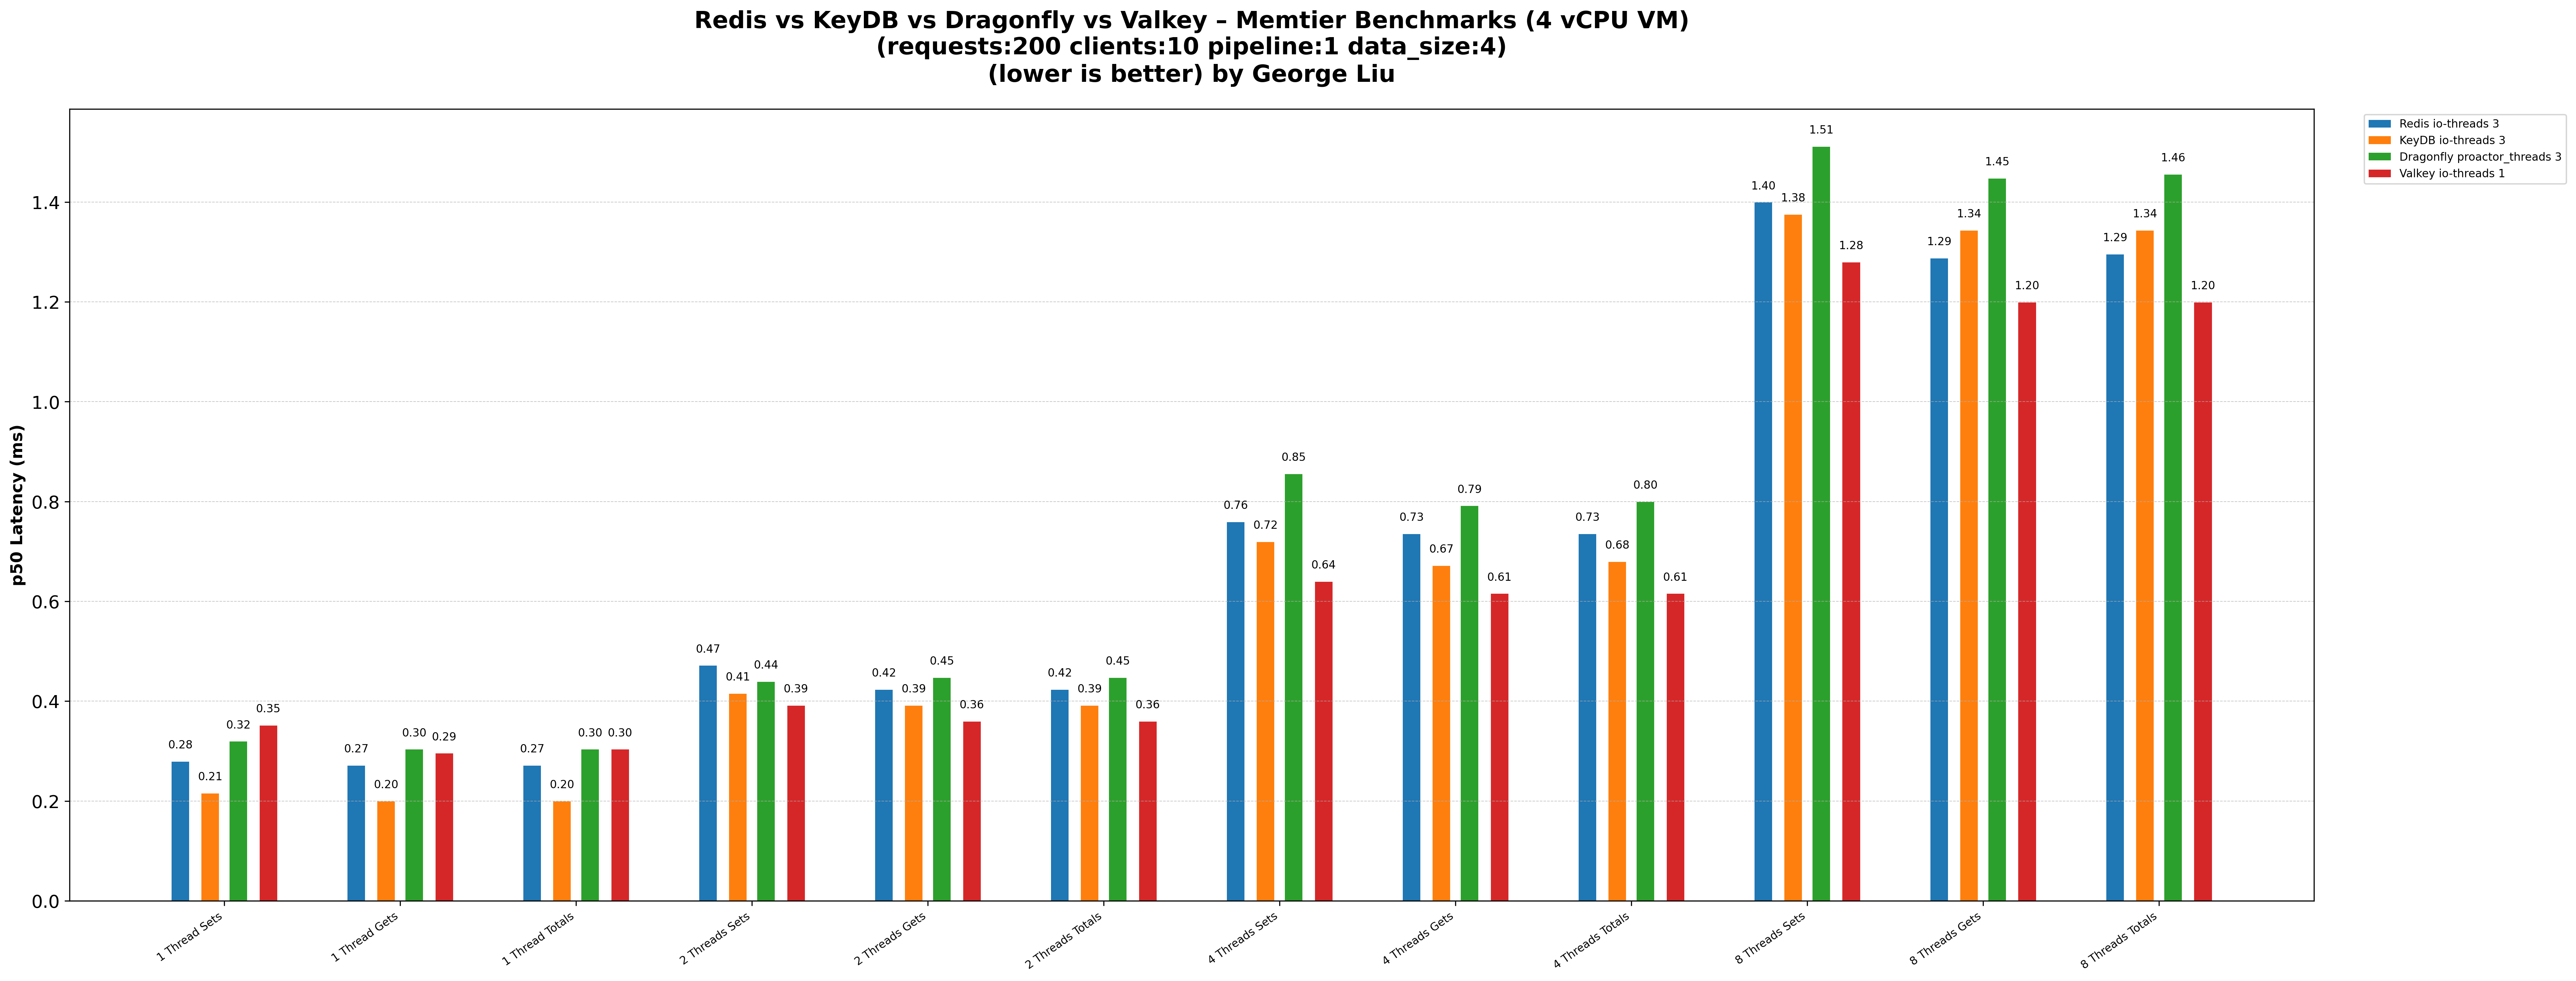 Redis vs KeyDB vs Dragonfly vs Valkey – Memtier Benchmarks (4 vCPU VM)
(requests:200 clients:10 pipeline:1 data_size:4)
(lower is better) by George Liu
Redis io-threads 3
KeyDB io-threads 3
Dragonfly proactor_threads 3
Valkey io-threads 1
p50 Latency (ms)
1.4
1.2
1.0
0.8
0.6
0.4
0.2
0.0
0.28 0.21 0.32 0.35
0.27 0.20 0.30 0.29
0.27 0.20 0.30 0.30
0.47 0.41 0.44 0.39
0.42 0.39 0.45 0.36
0.42 0.39 0.45 0.36
0.76 0.72 0.85 0.64
0.73 0.67 0.79 0.61
0.73 0.68 0.80 0.61
1.40 1.38 1.51 1.28
1.29 1.34 1.45 1.20
1.29 1.34 1.46 1.20
1 Thread Sets
1 Thread Gets
1 Thread Totals
2 Threads Sets
2 Threads Gets
2 Threads Totals
4 Threads Sets
4 Threads Gets
4 Threads Totals
8 Threads Sets
8 Threads Gets
8 Threads Totals